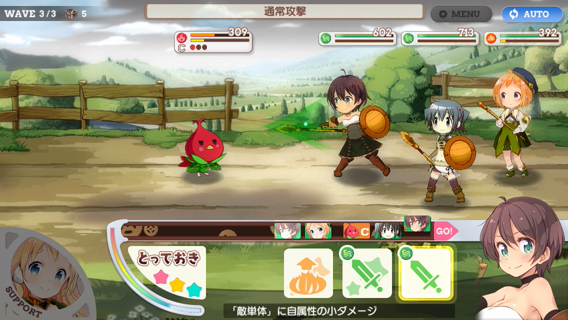 WAVE 3/3 5
通常攻撃
MENU
AUTO
309
C
602
713
392
C
GO!
とっておき
SUPPORT
「敵単体」に自属性の小ダメージ